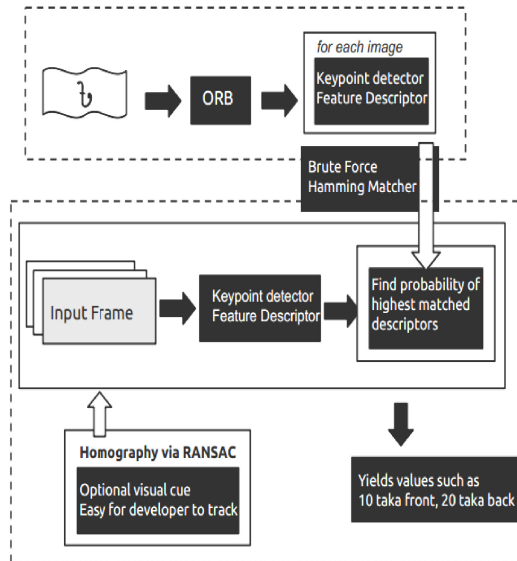 ৳
ORB
for each image
Keypoint detector
Feature Descriptor
Brute Force
Hamming Matcher
Input Frame
Keypoint detector
Feature Descriptor
Find probability of
highest matched
descriptors
Homography via RANSAC
Optional visual cue
Easy for developer to track
Yields values such as
10 taka front, 20 taka back